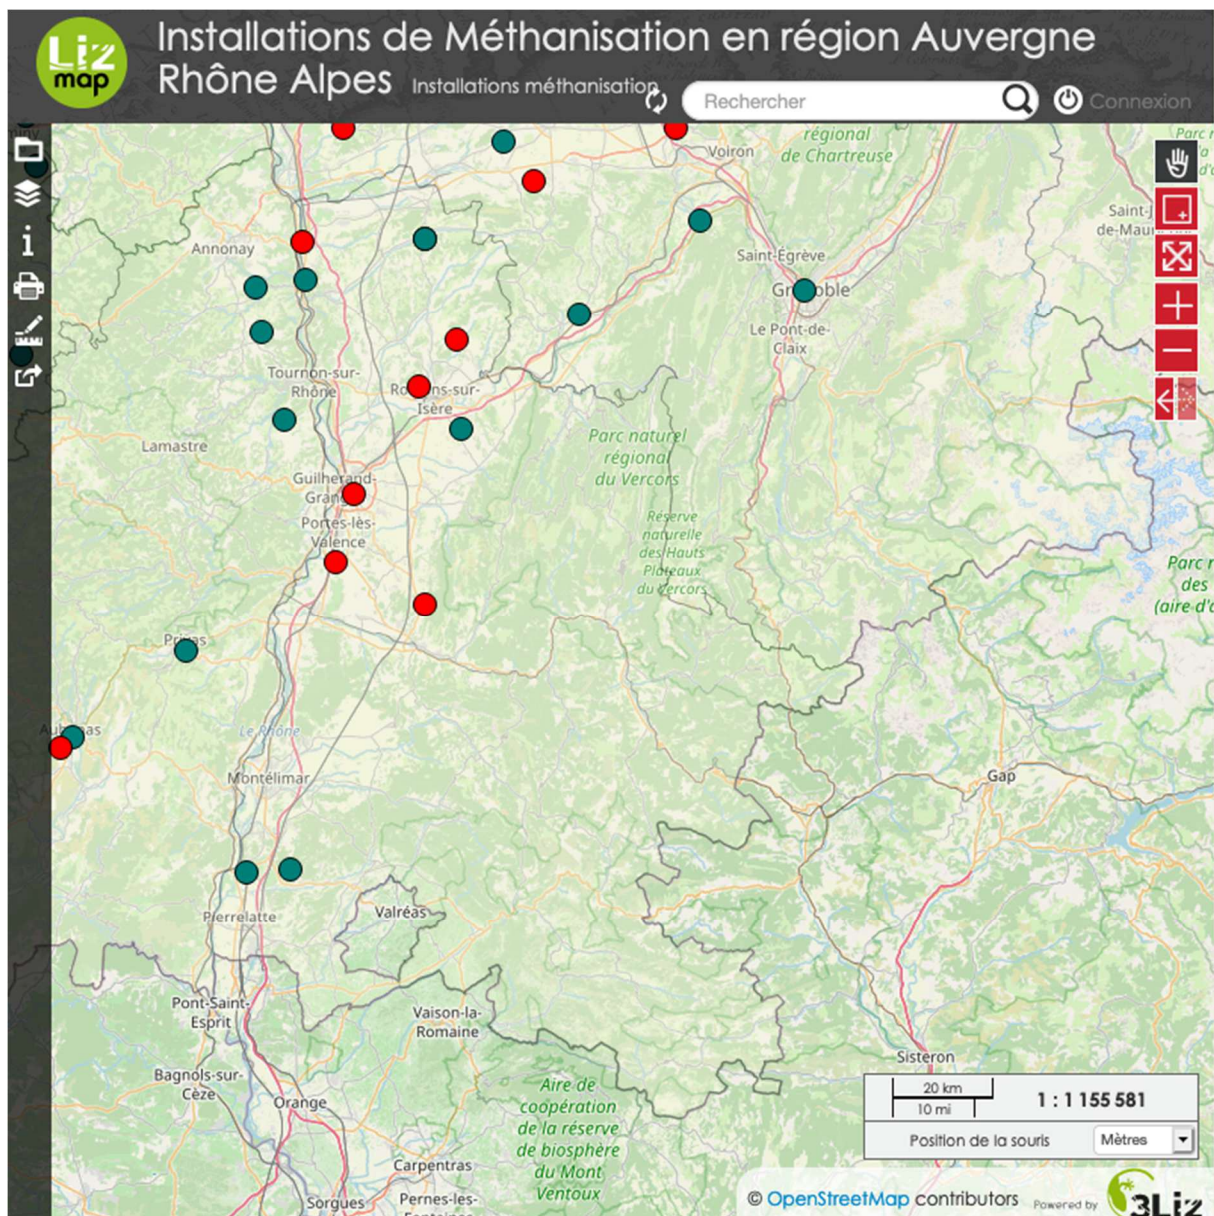 Liz
map
Installations de Méthanisation en région Auvergne
Rhône Alpes
Installations méthanisation
Rechercher
Connexion
Voiron
régional
de Chartreuse
Annonay
Saint-Égrève
Le Pont-de-
Claix
Tournon-sur-
Rhône
Isère
Lamastre
Parc naturel
régional
du Vercors
Guilherand-
Portes-lès-
Valence
Réserve
naturelle
des Hauts
Plateaux
du Vercors
Parc
des
(aire d'
Le Rhône
Montélimar
Gap
Pierrelatte
Valréas
Pont-Saint-
Esprit
Vaison-la-
Romaine
Sisteron
Bagnols-sur-
Cèze
Orange
Aire de
coopération
de la réserve
de biosphère
du Mont
Ventoux
Carpentras
Sorgues
Pernes-les-
20 km
10 mi
1 : 1 155 581
Position de la souris
Mètres
© OpenStreetMap contributors
Powered by
3Liz